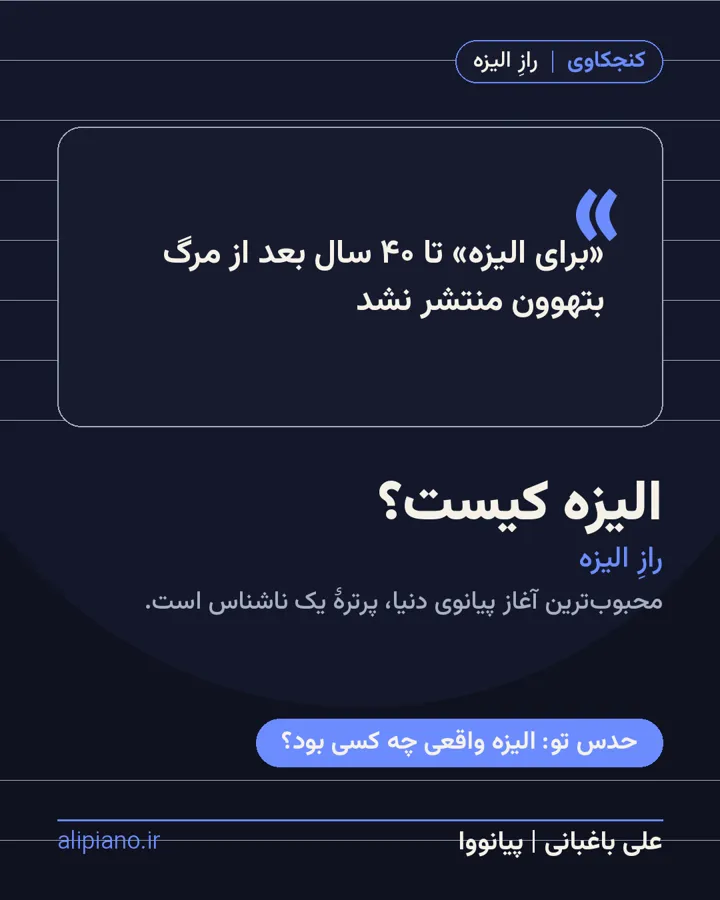 کنجکاوی | رازِ الیزه
«
«برای الیزه» تا ۴۰ سال بعد از مرگ
بتهوون منتشر نشد
الیزه کیست؟
رازِ الیزه
محبوب‌ترین آغاز پیانوی دنیا، پرترهٔ یک ناشناس است.
حدس تو: الیزه واقعی چه کسی بود؟
علی باغبانی | پیانووا
alipiano.ir